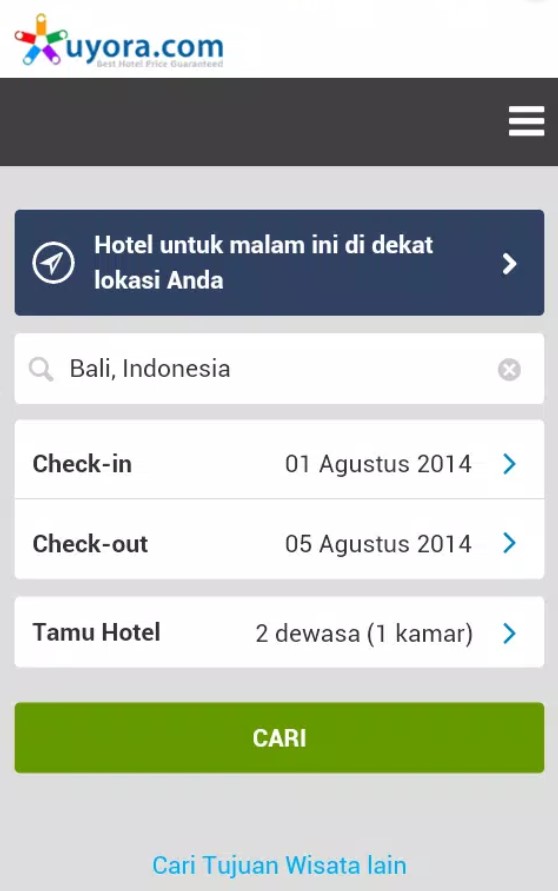 uyora.com
Best Hotel Price Guaranteed
Hotel untuk malam ini di dekat
lokasi Anda
Bali, Indonesia
Check-in 01 Agustus 2014
Check-out 05 Agustus 2014
Tamu Hotel 2 dewasa (1 kamar)
CARI
Cari Tujuan Wisata lain